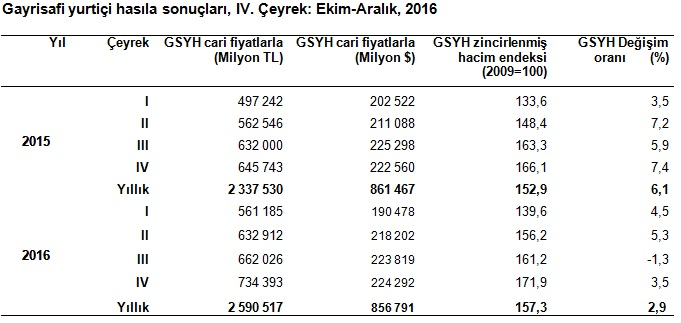 Gayrisafi yurtiçi hasıla sonuçları, IV. Çeyrek: Ekim-Aralık, 2016
Yıl Çeyrek GSYH cari fiyatlarla (Milyon TL) GSYH cari fiyatlarla (Milyon $) GSYH zincirlenmiş hacim endeksi (2009=100) GSYH Değişim oranı (%)
I 497 242 202 522 133,6 3,5
II 562 546 211 088 148,4 7,2
2015
III 632 000 225 298 163,3 5,9
IV 645 743 222 560 166,1 7,4
Yıllık 2 337 530 861 467 152,9 6,1
I 561 185 190 478 139,6 4,5
II 632 912 218 202 156,2 5,3
2016
III 662 026 223 819 161,2 -1,3
IV 734 393 224 292 171,9 3,5
Yıllık 2 590 517 856 791 157,3 2,9